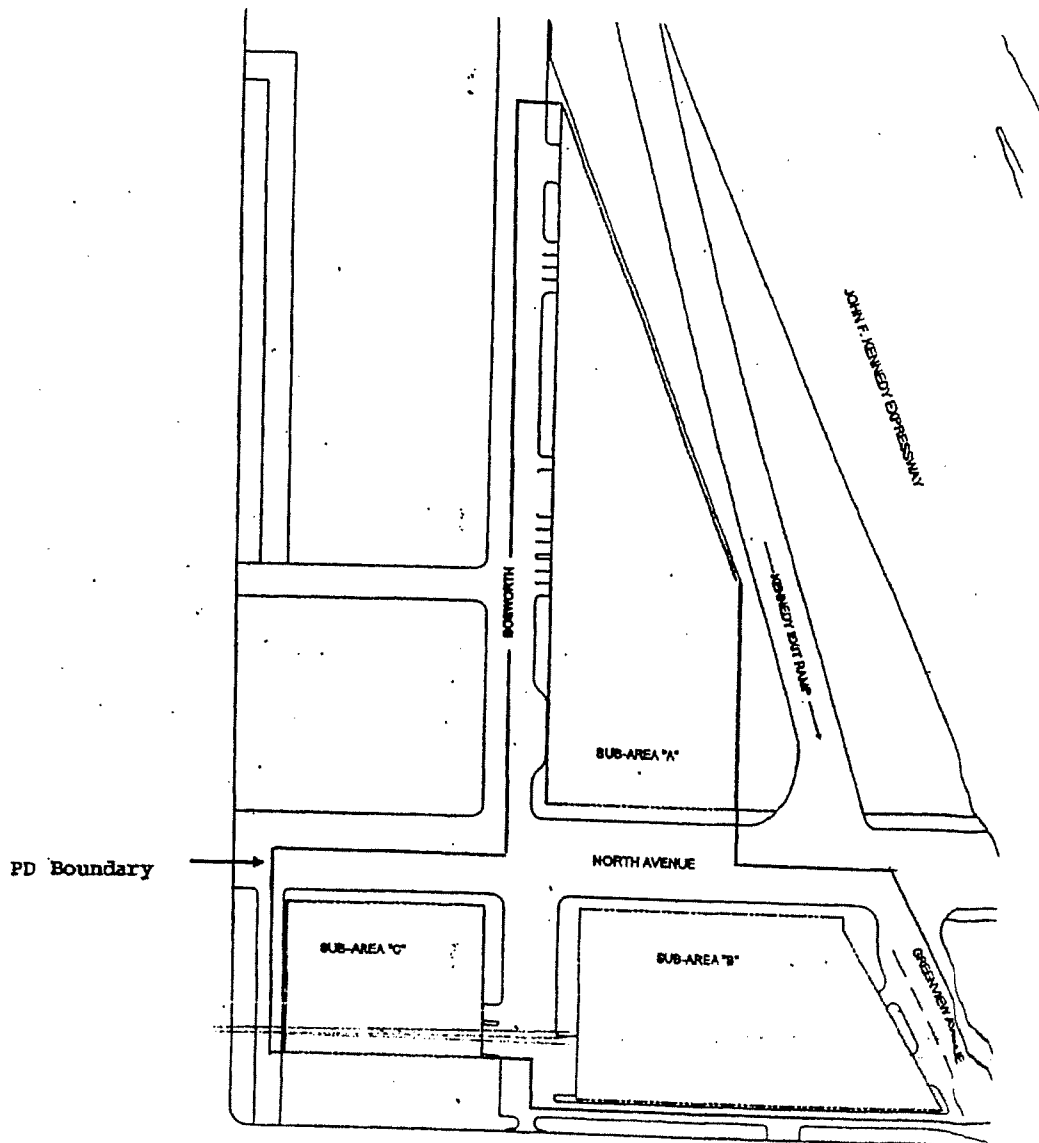 JOHN F. KENNEDY EXPRESSWAY
KENNEDY EXIT RAMP
BOSWORTH
SUB-AREA "A"
PD Boundary
NORTH AVENUE
SUB-AREA "C"
SUB-AREA "B"
GREENVIEW AVENUE